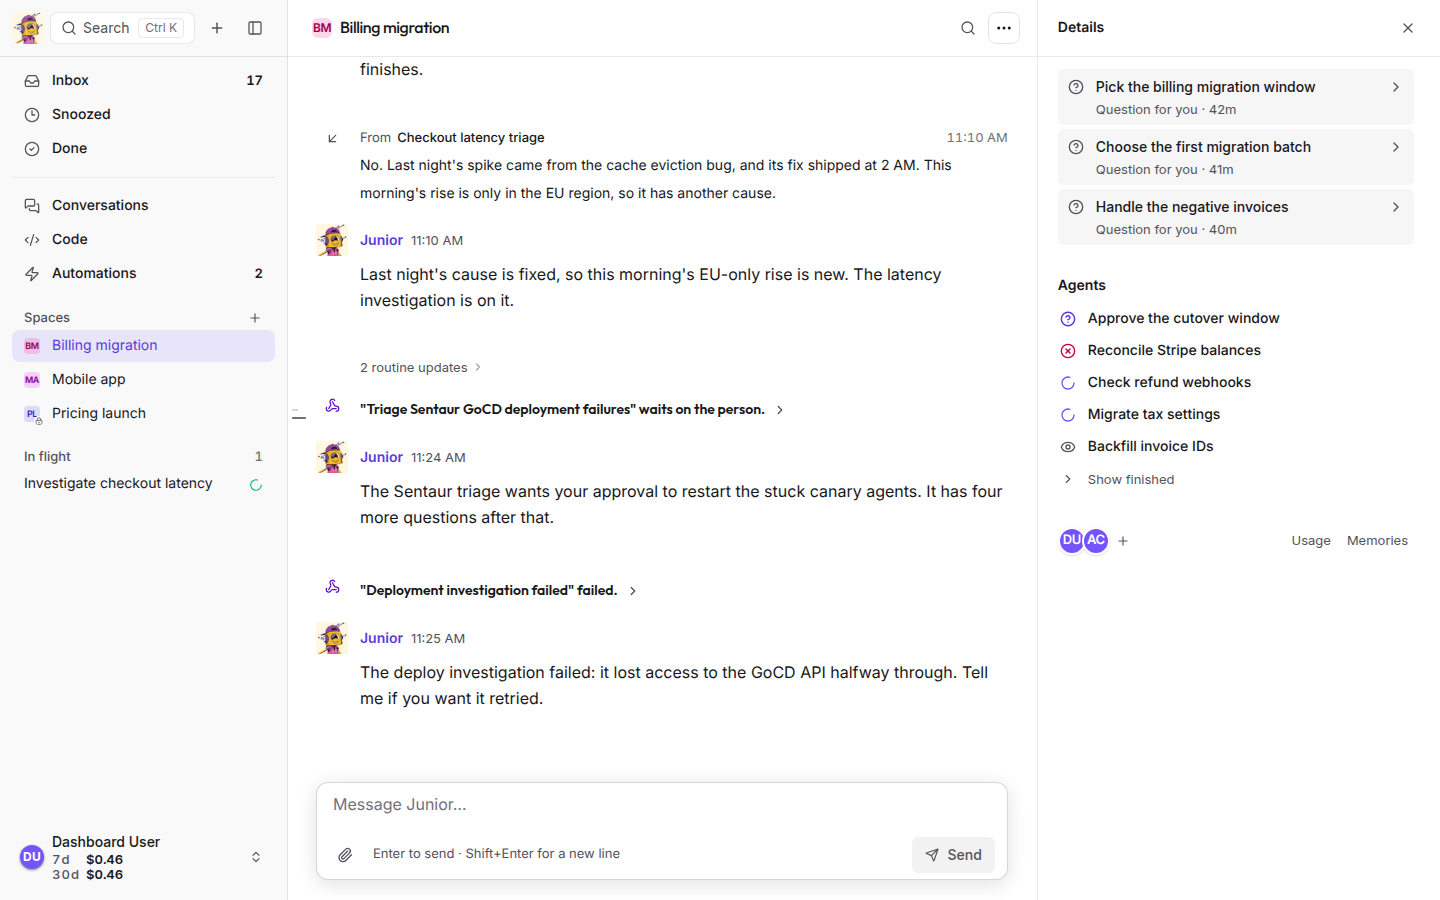 Search Ctrl K
Inbox 17
Snoozed
Done
Conversations
Code
Automations 2
Spaces
BM Billing migration
MA Mobile app
PL Pricing launch
In flight 1
Investigate checkout latency
DU Dashboard User
7d $0.46
30d $0.46
BM Billing migration
finishes.
From Checkout latency triage 11:10 AM
No. Last night's spike came from the cache eviction bug, and its fix shipped at 2 AM. This
morning's rise is only in the EU region, so it has another cause.
Junior 11:10 AM
Last night's cause is fixed, so this morning's EU-only rise is new. The latency
investigation is on it.
2 routine updates
"Triage Sentaur GoCD deployment failures" waits on the person.
Junior 11:24 AM
The Sentaur triage wants your approval to restart the stuck canary agents. It has four
more questions after that.
"Deployment investigation failed" failed.
Junior 11:25 AM
The deploy investigation failed: it lost access to the GoCD API halfway through. Tell
me if you want it retried.
Message Junior...
Enter to send · Shift+Enter for a new line
Send
Details
Pick the billing migration window
Question for you · 42m
Choose the first migration batch
Question for you · 41m
Handle the negative invoices
Question for you · 40m
Agents
Approve the cutover window
Reconcile Stripe balances
Check refund webhooks
Migrate tax settings
Backfill invoice IDs
Show finished
DU AC Usage Memories